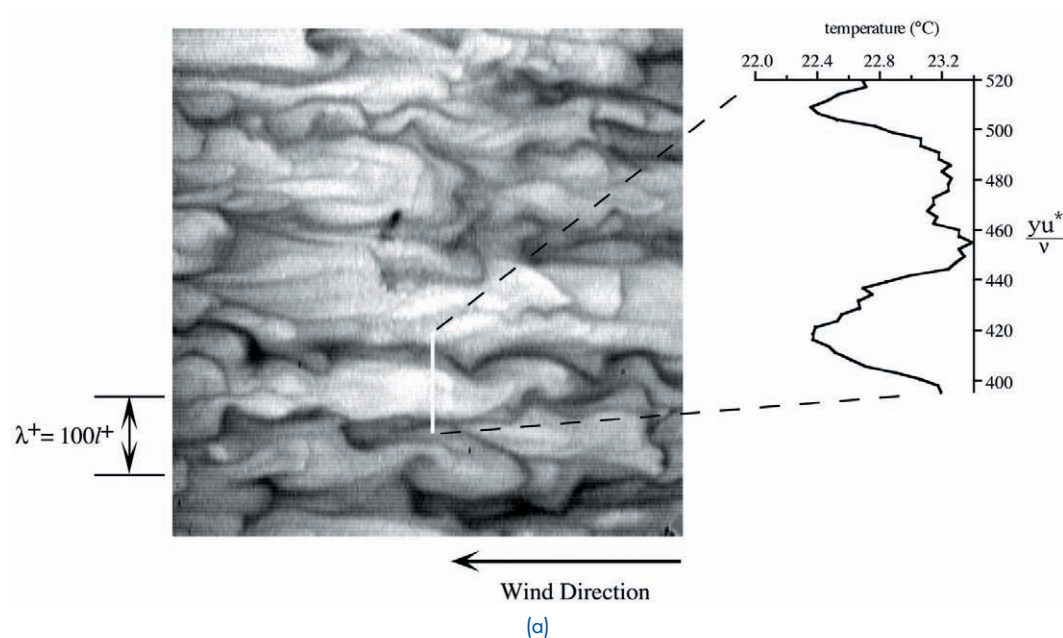 temperature (°C)
22.0 22.4 22.8 23.2
520
500
480
460
yu*
ν
440
420
400
λ+= 100l+
Wind Direction
(a)